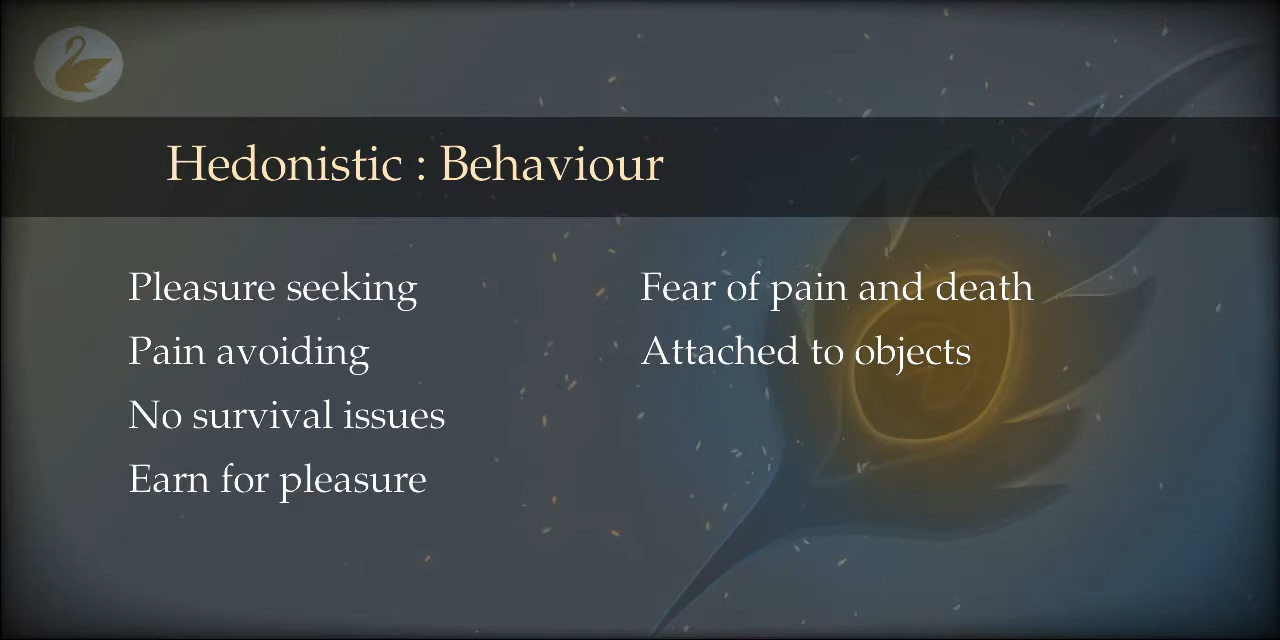 Hedonistic : Behaviour
Pleasure seeking
Pain avoiding
No survival issues
Earn for pleasure
Fear of pain and death
Attached to objects